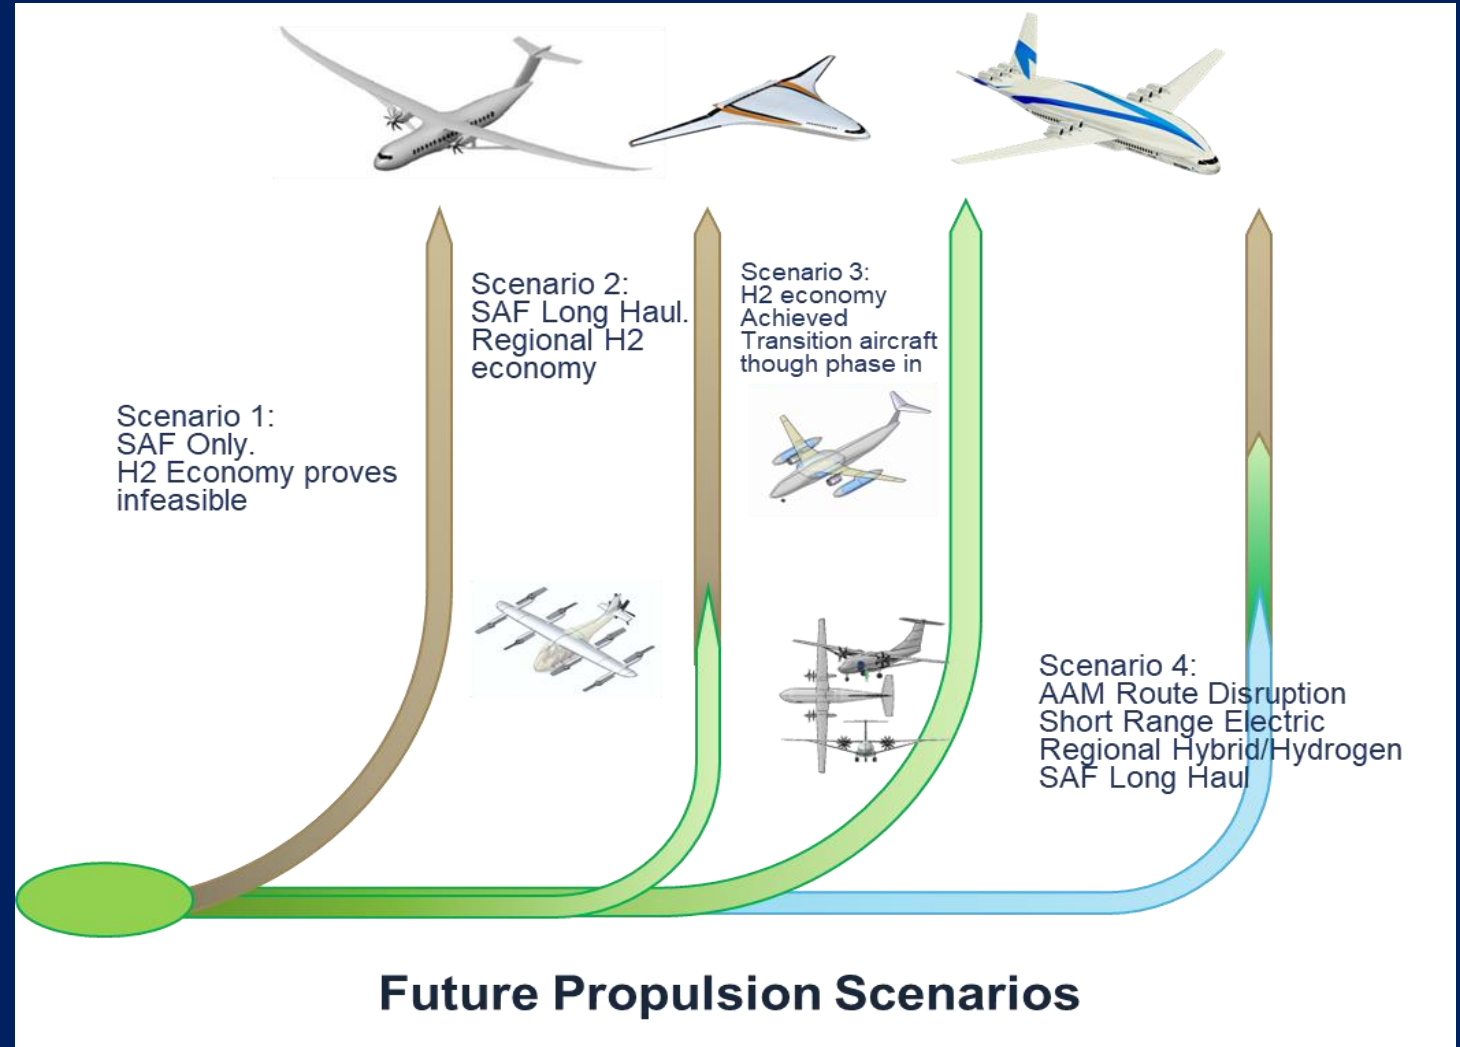 Scenario 1:
SAF Only.
H2 Economy proves
infeasible
Scenario 2:
SAF Long Haul.
Regional H2
economy
Scenario 3:
H2 economy
Achieved
Transition aircraft
though phase in
Scenario 4:
AAM Route Disruption
Short Range Electric
Regional Hybrid/Hydrogen
SAF Long Haul
Future Propulsion Scenarios